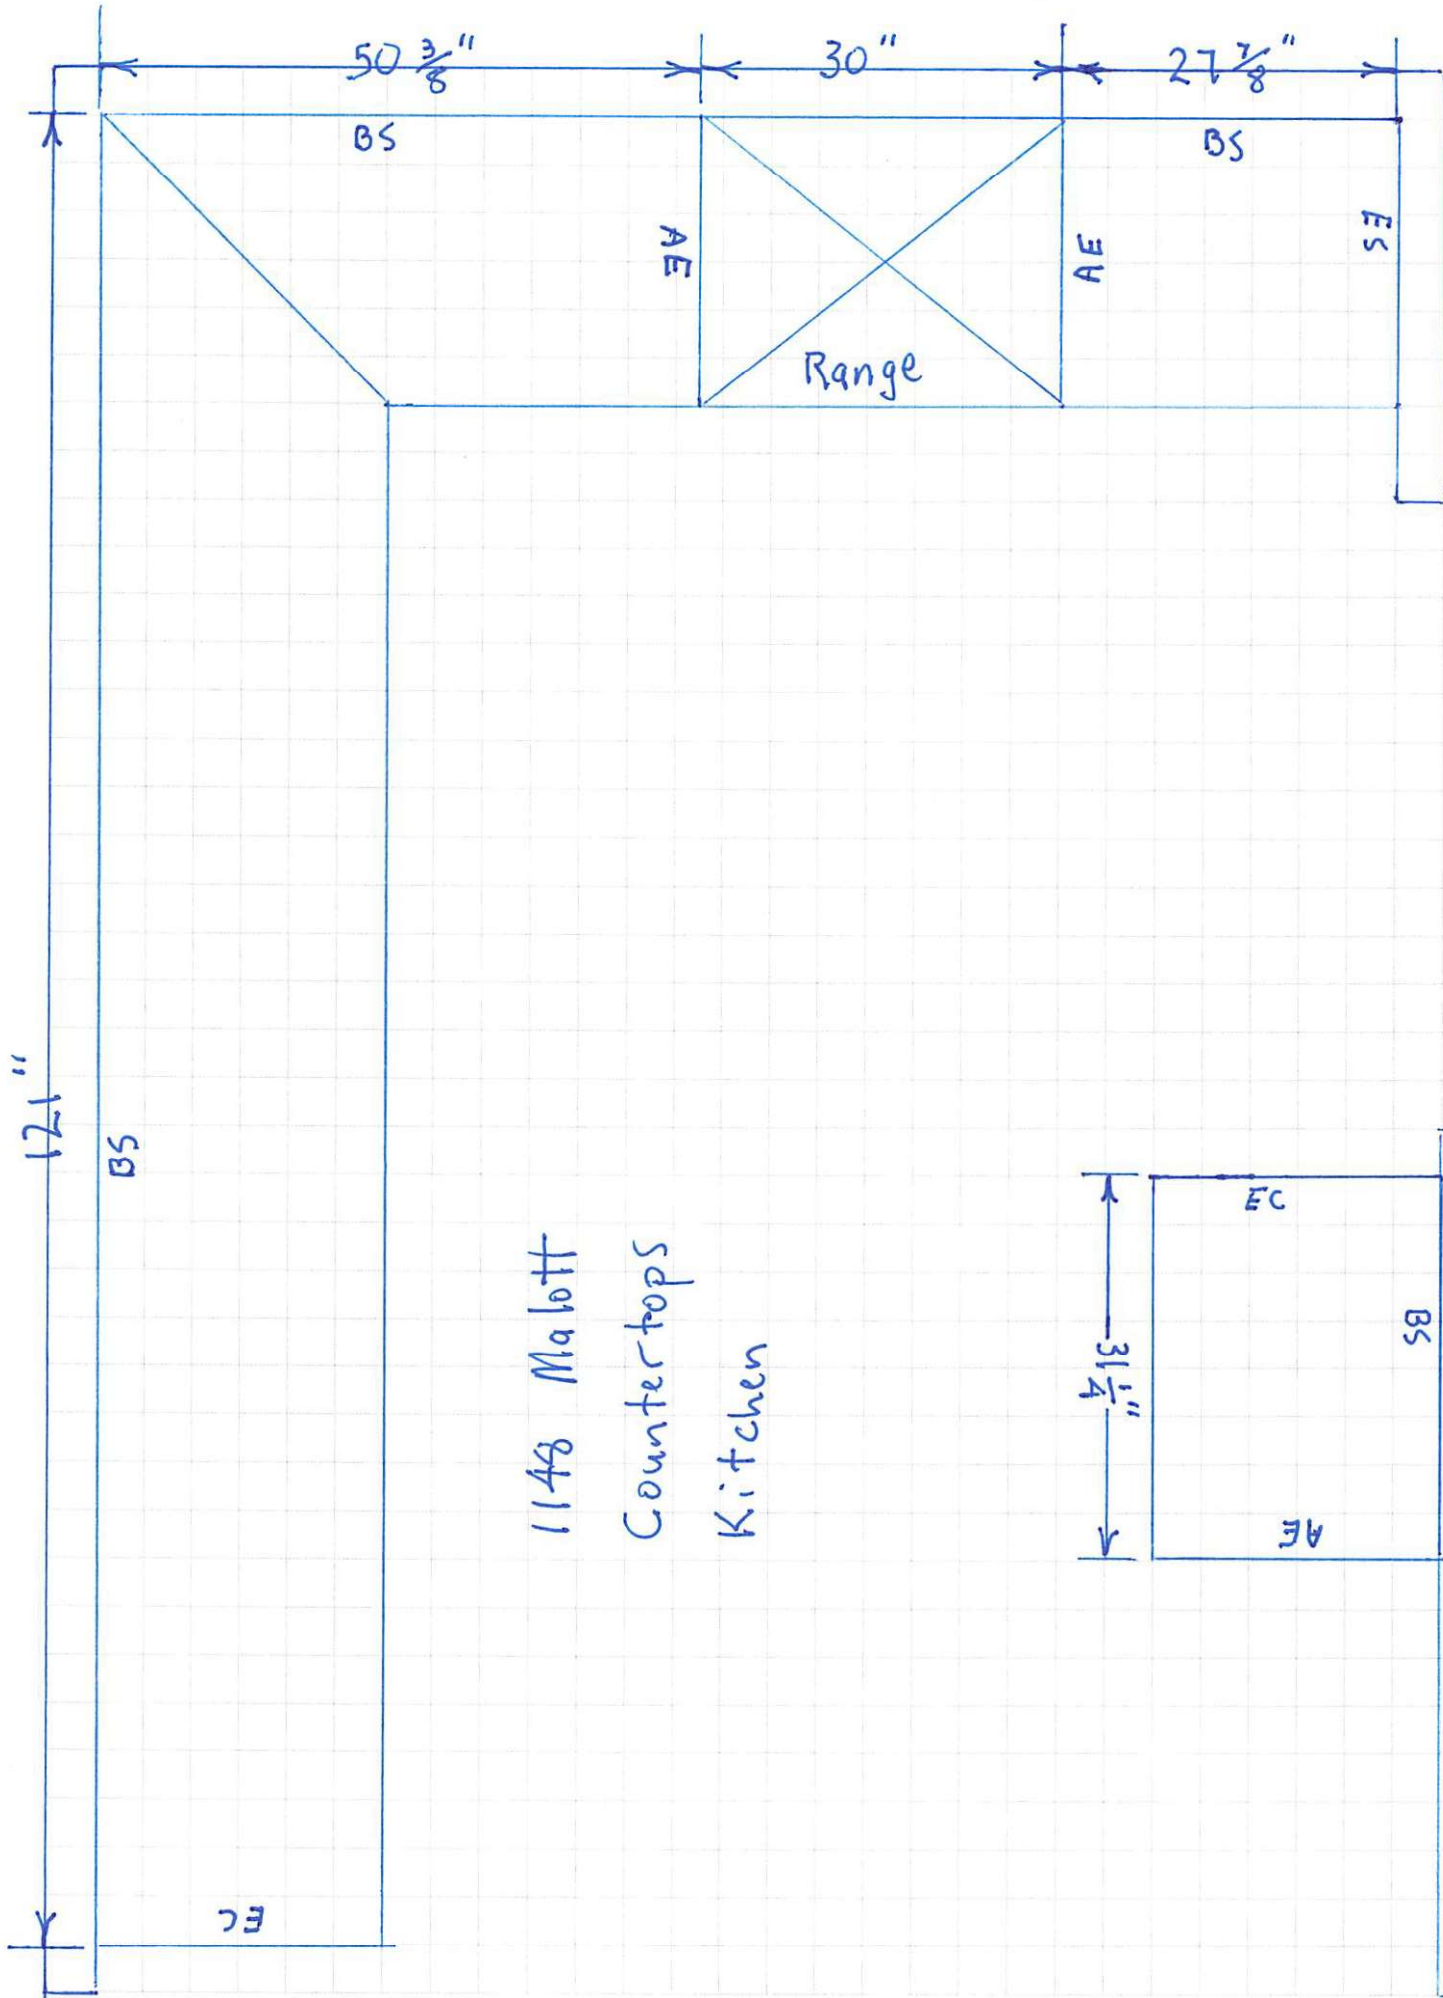 50 3/8"
30"
27 7/8"
BS
BS
AE
AE
ES
Range
121"
BS
1148 Malott
Countertops
Kitchen
EC
BS
31 1/4"
AE
EC